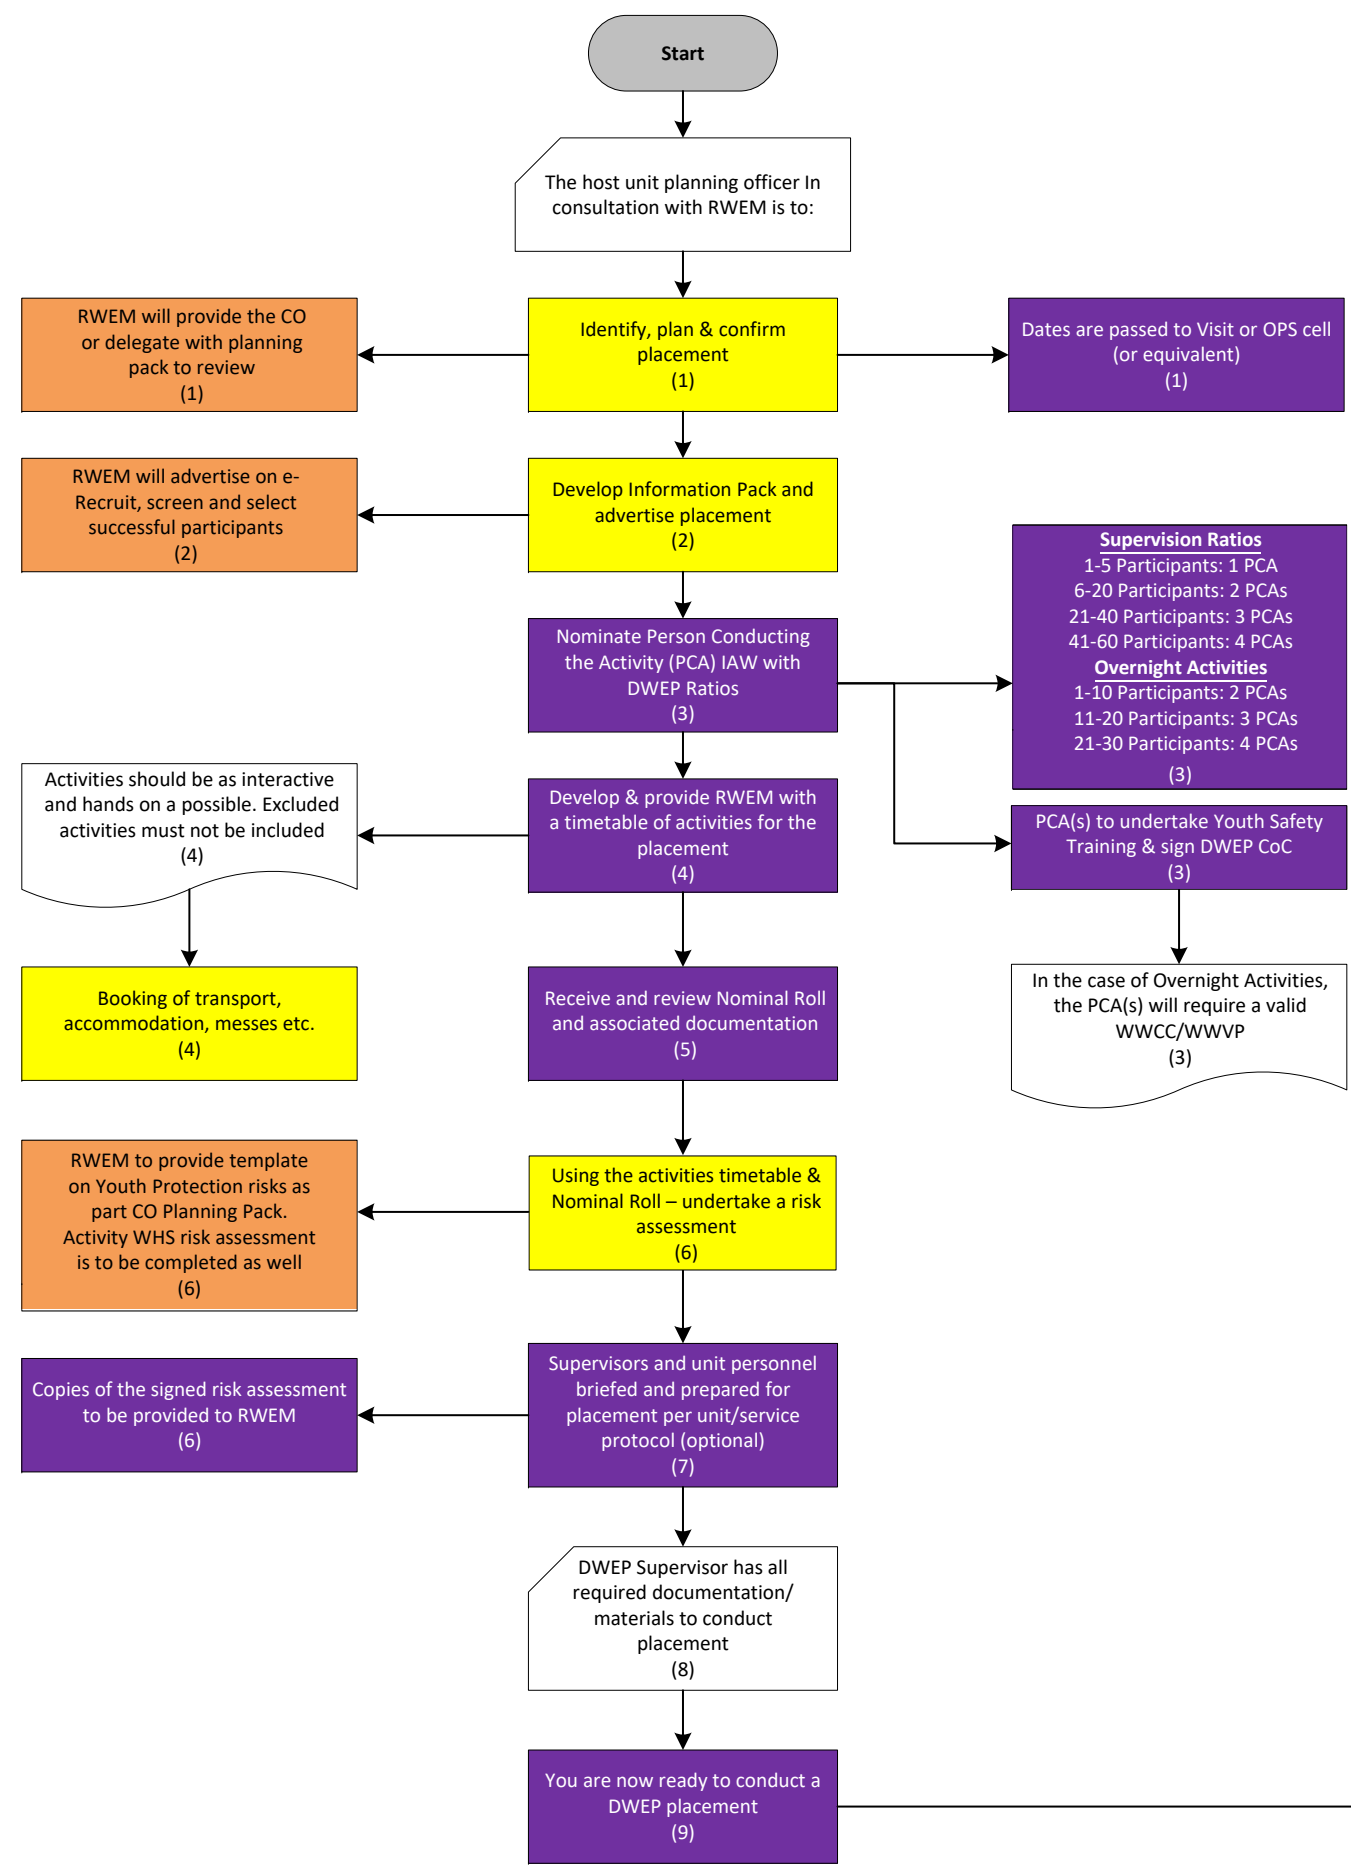 Start
The host unit planning officer In
consultation with RWEM is to:
RWEM will provide the CO
or delegate with planning
pack to review
(1)
Identify, plan & confirm
placement
(1)
Dates are passed to Visit or OPS cell
(or equivalent)
(1)
RWEM will advertise on e-
Recruit, screen and select
successful participants
(2)
Develop Information Pack and
advertise placement
(2)
Supervision Ratios
1-5 Participants: 1 PCA
6-20 Participants: 2 PCAs
21-40 Participants: 3 PCAs
41-60 Participants: 4 PCAs
Overnight Activities
1-10 Participants: 2 PCAs
11-20 Participants: 3 PCAs
21-30 Participants: 4 PCAs
(3)
Nominate Person Conducting
the Activity (PCA) IAW with
DWEP Ratios
(3)
Activities should be as interactive
and hands on a possible. Excluded
activities must not be included
(4)
Develop & provide RWEM with
a timetable of activities for the
placement
(4)
PCA(s) to undertake Youth Safety
Training & sign DWEP CoC
(3)
Booking of transport,
accommodation, messes etc.
(4)
Receive and review Nominal Roll
and associated documentation
(5)
In the case of Overnight Activities,
the PCA(s) will require a valid
WWCC/WWVP
(3)
RWEM to provide template
on Youth Protection risks as
part CO Planning Pack.
Activity WHS risk assessment
is to be completed as well
(6)
Using the activities timetable &
Nominal Roll – undertake a risk
assessment
(6)
Copies of the signed risk assessment
to be provided to RWEM
(6)
Supervisors and unit personnel
briefed and prepared for
placement per unit/service
protocol (optional)
(7)
DWEP Supervisor has all
required documentation/
materials to conduct
placement
(8)
You are now ready to conduct a
DWEP placement
(9)